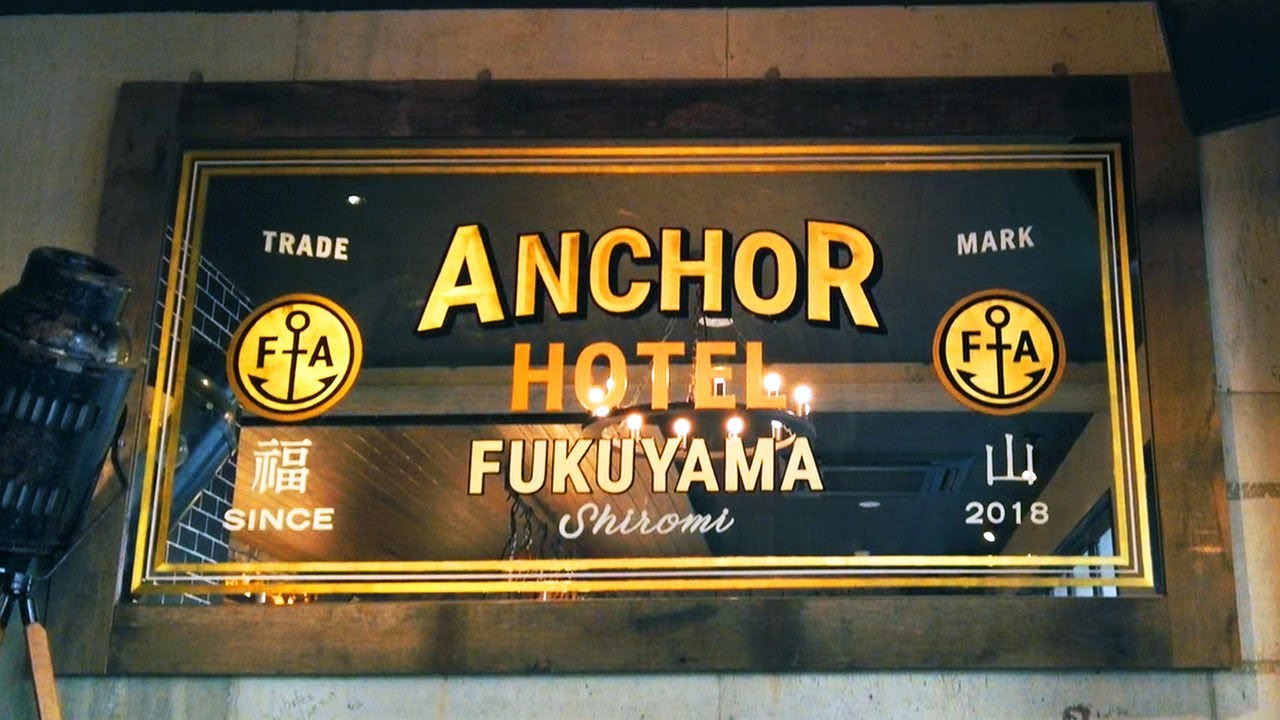 TRADE
MARK
ANCHOR
HOTEL
F A
F A
FUKUYAMA
福
山
Shiromi
SINCE
2018